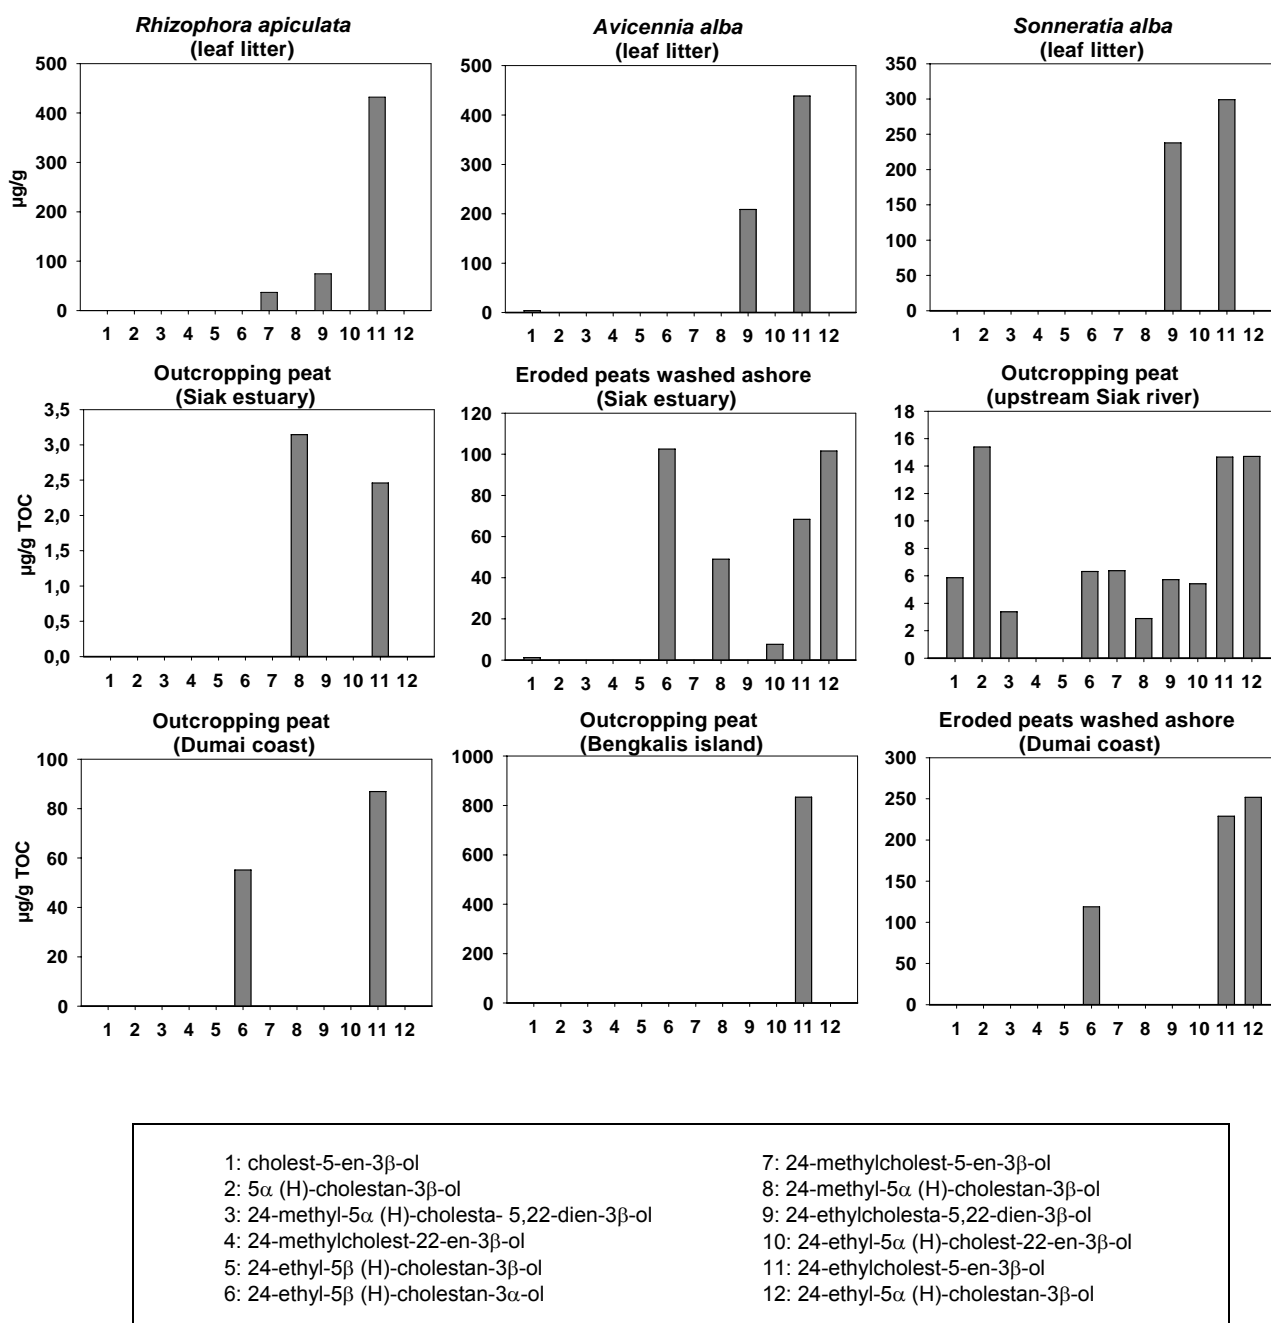 Rhizophora apiculata
(leaf litter)
Avicennia alba
(leaf litter)
Sonneratia alba
(leaf litter)
500
400
300
200
100
0
µg/g
1 2 3 4 5 6 7 8 9 10 11 12
500
400
300
200
100
0
1 2 3 4 5 6 7 8 9 10 11 12
350
300
250
200
150
100
50
0
1 2 3 4 5 6 7 8 9 10 11 12
Outcropping peat
(Siak estuary)
3,5
3,0
2,5
2,0
1,5
1,0
0,5
0,0
µg/g TOC
1 2 3 4 5 6 7 8 9 10 11 12
Eroded peats washed ashore
(Siak estuary)
120
100
80
60
40
20
0
1 2 3 4 5 6 7 8 9 10 11 12
Outcropping peat
(upstream Siak river)
18
16
14
12
10
8
6
4
2
0
1 2 3 4 5 6 7 8 9 10 11 12
Outcropping peat
(Dumai coast)
100
80
60
40
20
0
µg/g TOC
1 2 3 4 5 6 7 8 9 10 11 12
Outcropping peat
(Bengkalis island)
1000
800
600
400
200
0
1 2 3 4 5 6 7 8 9 10 11 12
Eroded peats washed ashore
(Dumai coast)
300
250
200
150
100
50
0
1 2 3 4 5 6 7 8 9 10 11 12
1: cholest-5-en-3β-ol
2: 5α (H)-cholestan-3β-ol
3: 24-methyl-5α (H)-cholesta- 5,22-dien-3β-ol
4: 24-methylcholest-22-en-3β-ol
5: 24-ethyl-5β (H)-cholestan-3β-ol
6: 24-ethyl-5β (H)-cholestan-3α-ol
7: 24-methylcholest-5-en-3β-ol
8: 24-methyl-5α (H)-cholestan-3β-ol
9: 24-ethylcholesta-5,22-dien-3β-ol
10: 24-ethyl-5α (H)-cholest-22-en-3β-ol
11: 24-ethylcholest-5-en-3β-ol
12: 24-ethyl-5α (H)-cholestan-3β-ol